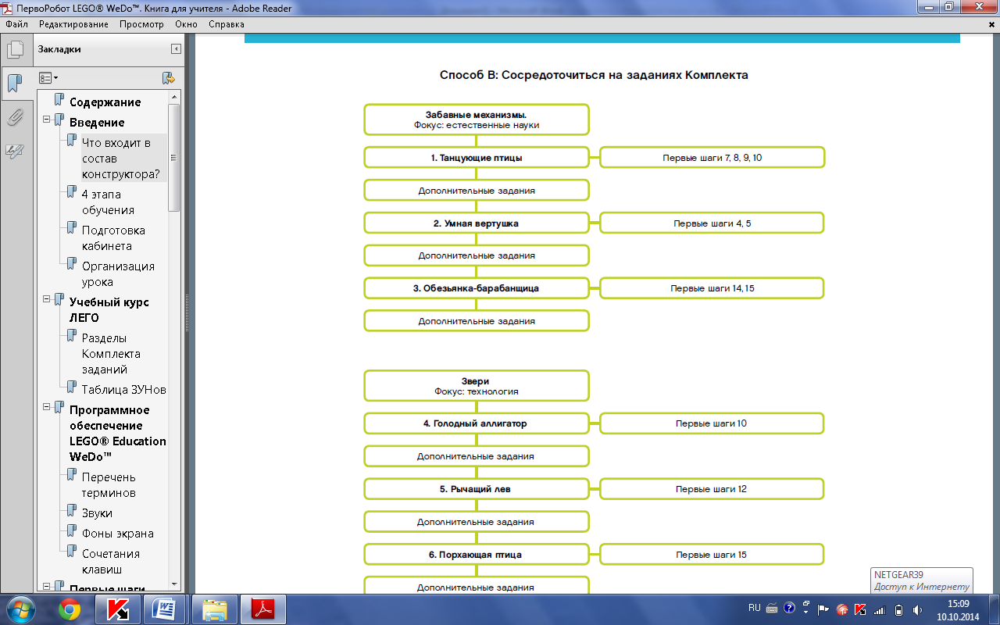 ПервоРобот LEGO® WeDo™. Книга для учителя - Adobe Reader
Файл Редактирование Просмотр Окно Справка
Закладки
Содержание
Введение
Что входит в
состав
конструктора?
4 этапа
обучения
Подготовка
кабинета
Организация
урока
Учебный курс
ЛЕГО
Разделы
Комплекта
заданий
Таблица ЗУНов
Программное
обеспечение
LEGO® Education
WeDo™
Перечень
терминов
Звуки
Фоны экрана
Сочетания
клавиш
Первые шаги
Способ В: Сосредоточиться на заданиях Комплекта
Забавные механизмы.
Фокус: естественные науки
1. Танцующие птицы
Первые шаги 7, 8, 9, 10
Дополнительные задания
2. Умная вертушка
Первые шаги 4, 5
Дополнительные задания
3. Обезьянка-барабанщица
Первые шаги 14, 15
Дополнительные задания
Звери
Фокус: технология
4. Голодный аллигатор
Первые шаги 10
Дополнительные задания
5. Рычащий лев
Первые шаги 12
Дополнительные задания
6. Порхающая птица
Первые шаги 15
Дополнительные задания
NETGEAR39
Доступ к Интернету
RU
15:09
10.10.2014